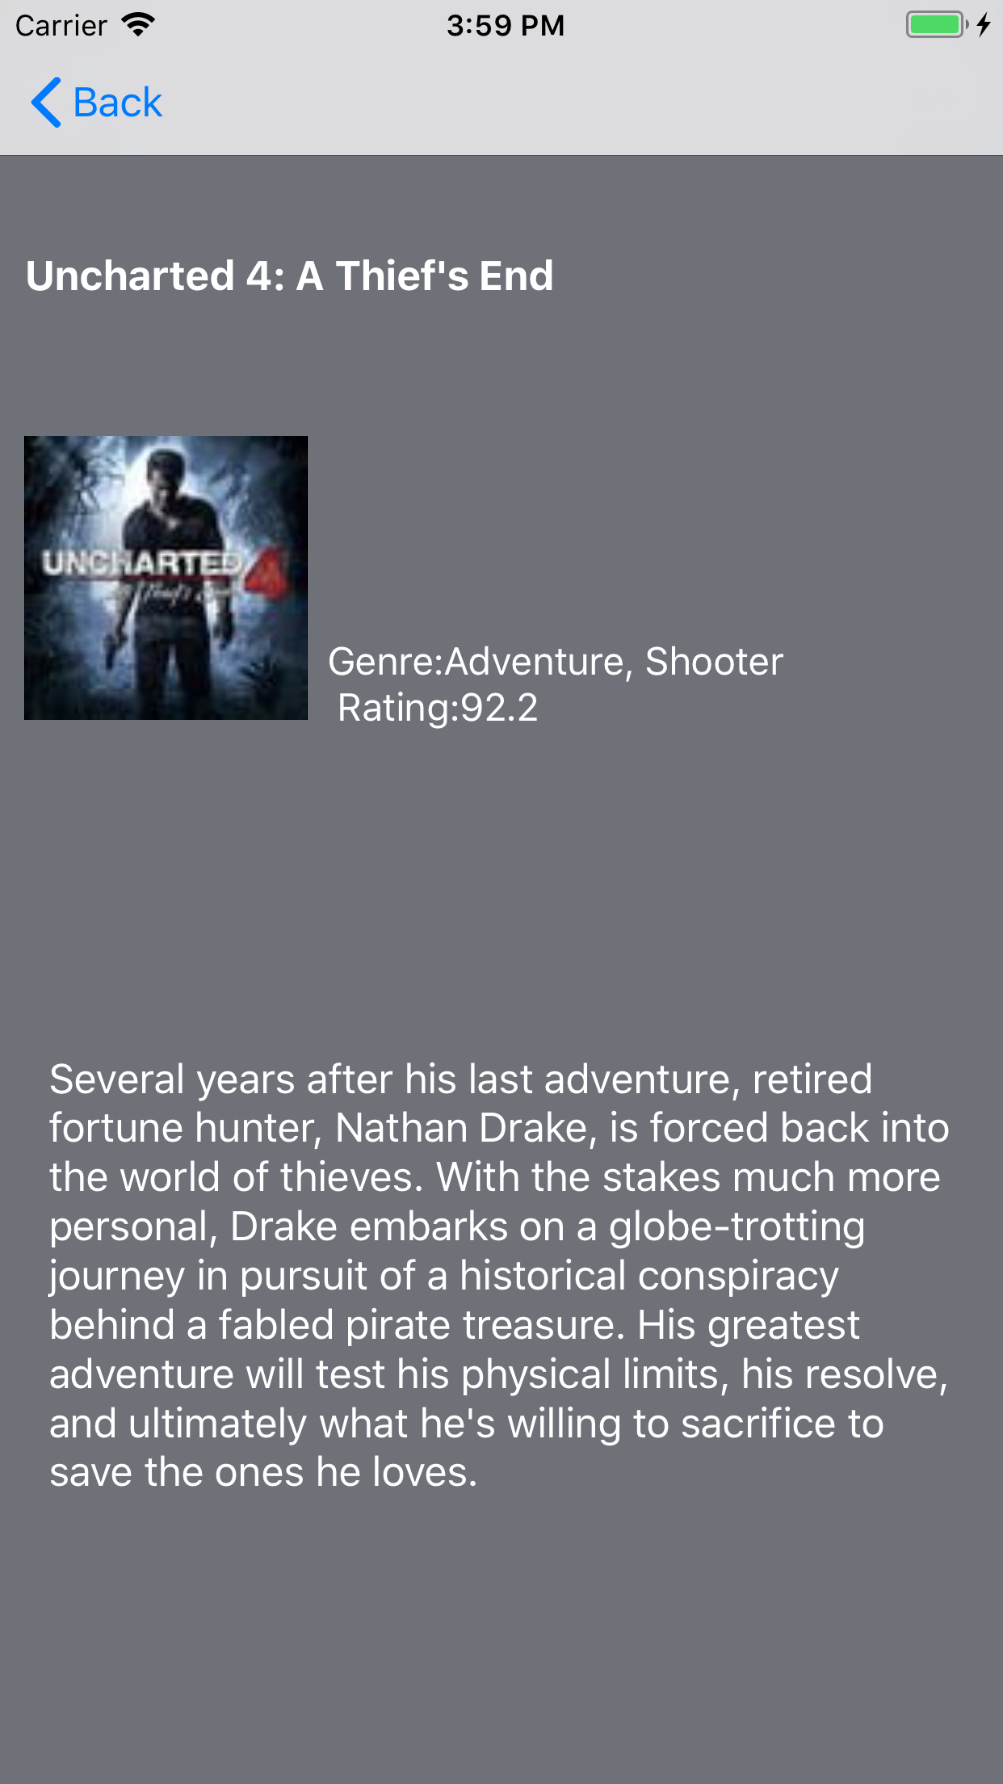 Carrier
3:59 PM
Back
Uncharted 4: A Thief's End
UNCHARTED 4
A Thief's End
Genre:Adventure, Shooter
Rating:92.2
Several years after his last adventure, retired
fortune hunter, Nathan Drake, is forced back into
the world of thieves. With the stakes much more
personal, Drake embarks on a globe-trotting
journey in pursuit of a historical conspiracy
behind a fabled pirate treasure. His greatest
adventure will test his physical limits, his resolve,
and ultimately what he's willing to sacrifice to
save the ones he loves.